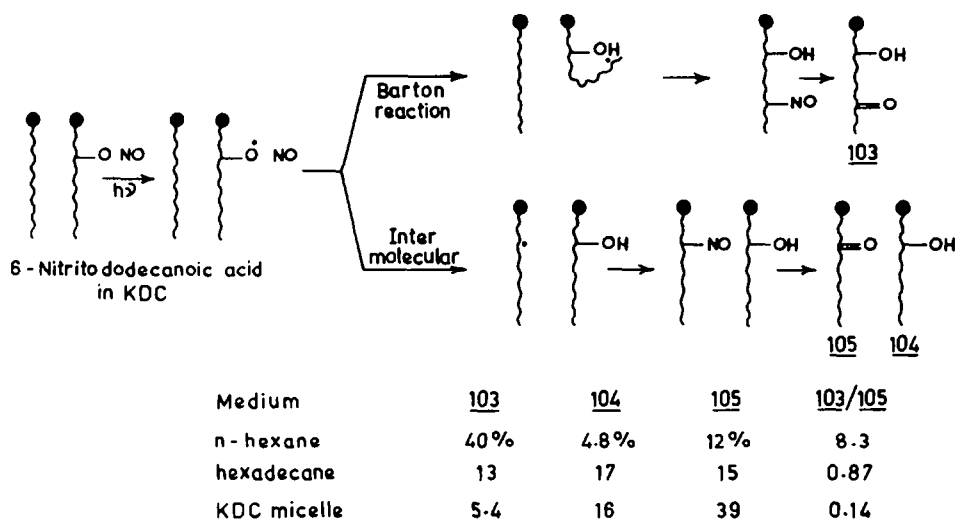 OH
OH
OH
Barton
reaction
NO
O
103
O NO
hν
O NO
Inter
molecular
OH
NO
OH
O
OH
105
104
6-Nitritododecanoic acid
in KDC
Medium 103 104 105 103/105
n-hexane 40% 4.8% 12% 8.3
hexadecane 13 17 15 0.87
KDC micelle 5.4 16 39 0.14